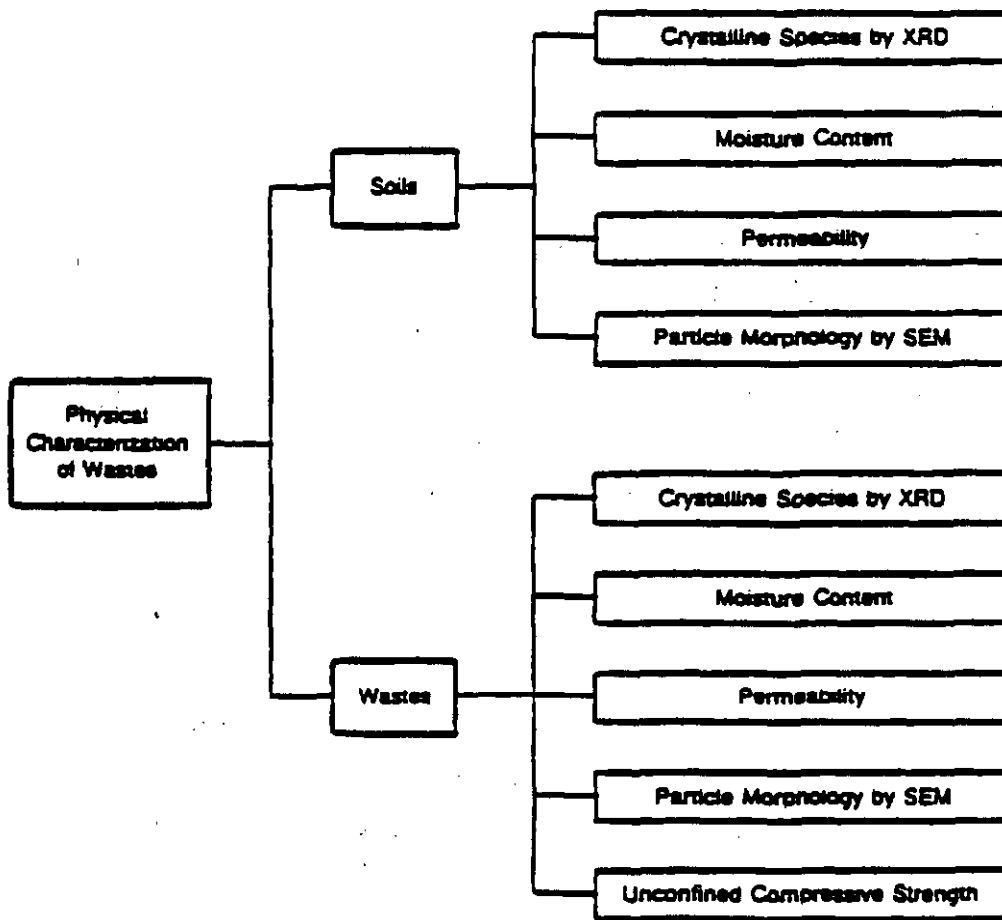 Crystalline Species by XRD
Moisture Content
Soils
Permeability
Particle Morphology by SEM
Physical
Characterization
of Wastes
Crystalline Species by XRD
Moisture Content
Wastes
Permeability
Particle Morphology by SEM
Unconfined Compressive Strength